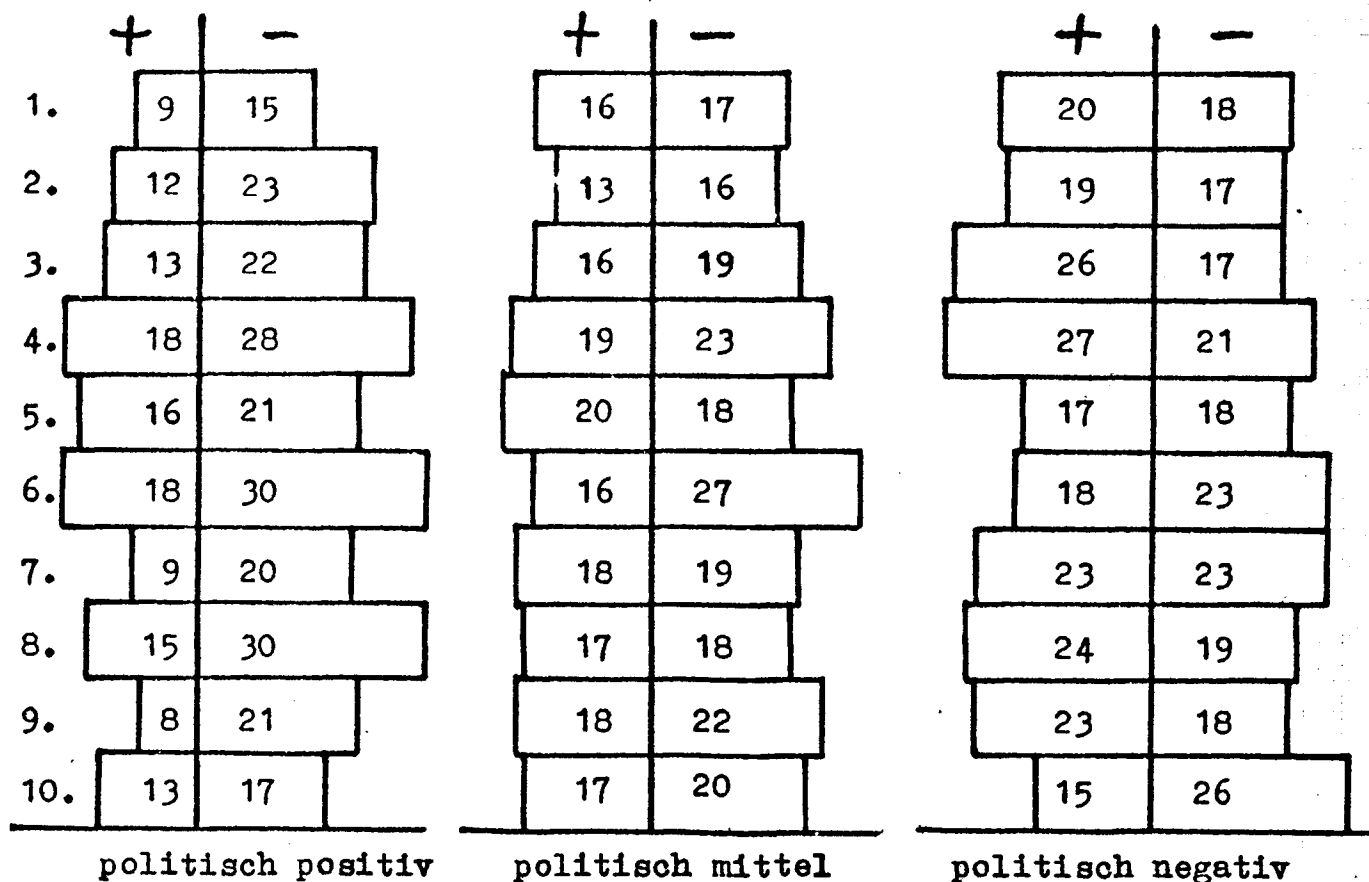 + − + − + −
1. 9 15 16 17 20 18
2. 12 23 13 16 19 17
3. 13 22 16 19 26 17
4. 18 28 19 23 27 21
5. 16 21 20 18 17 18
6. 18 30 16 27 18 23
7. 9 20 18 19 23 23
8. 15 30 17 18 24 19
9. 8 21 18 22 23 18
10. 13 17 17 20 15 26
politisch positiv politisch mittel politisch negativ